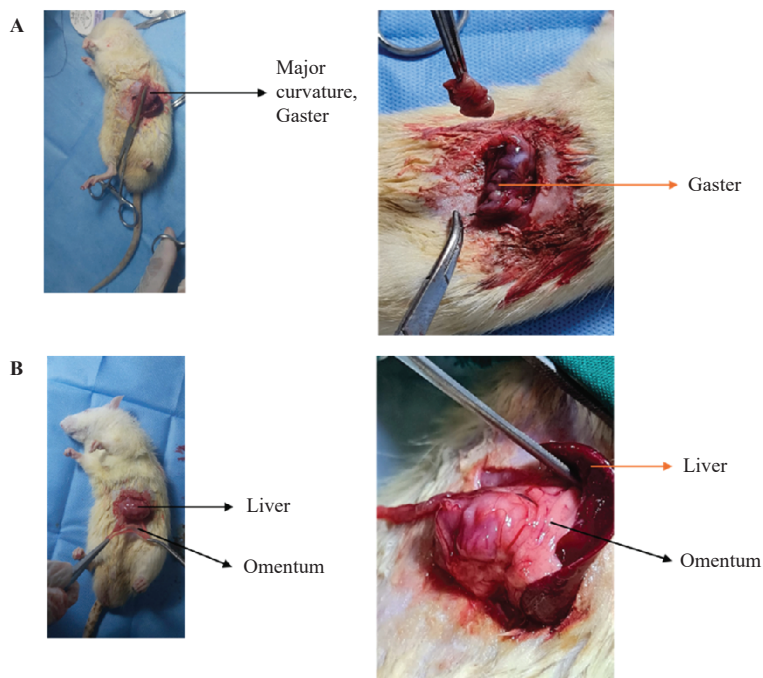 A
Major
curvature,
Gaster
Gaster
B
Liver
Omentum
Liver
Omentum